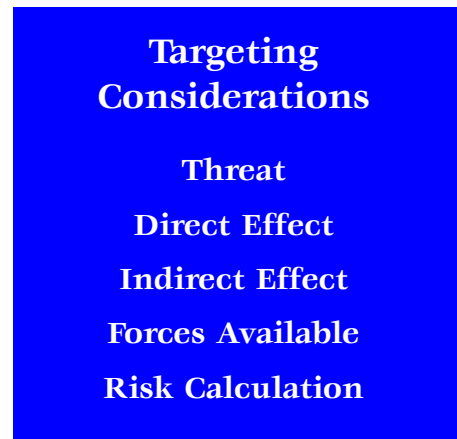 Targeting
Considerations
Threat
Direct Effect
Indirect Effect
Forces Available
Risk Calculation